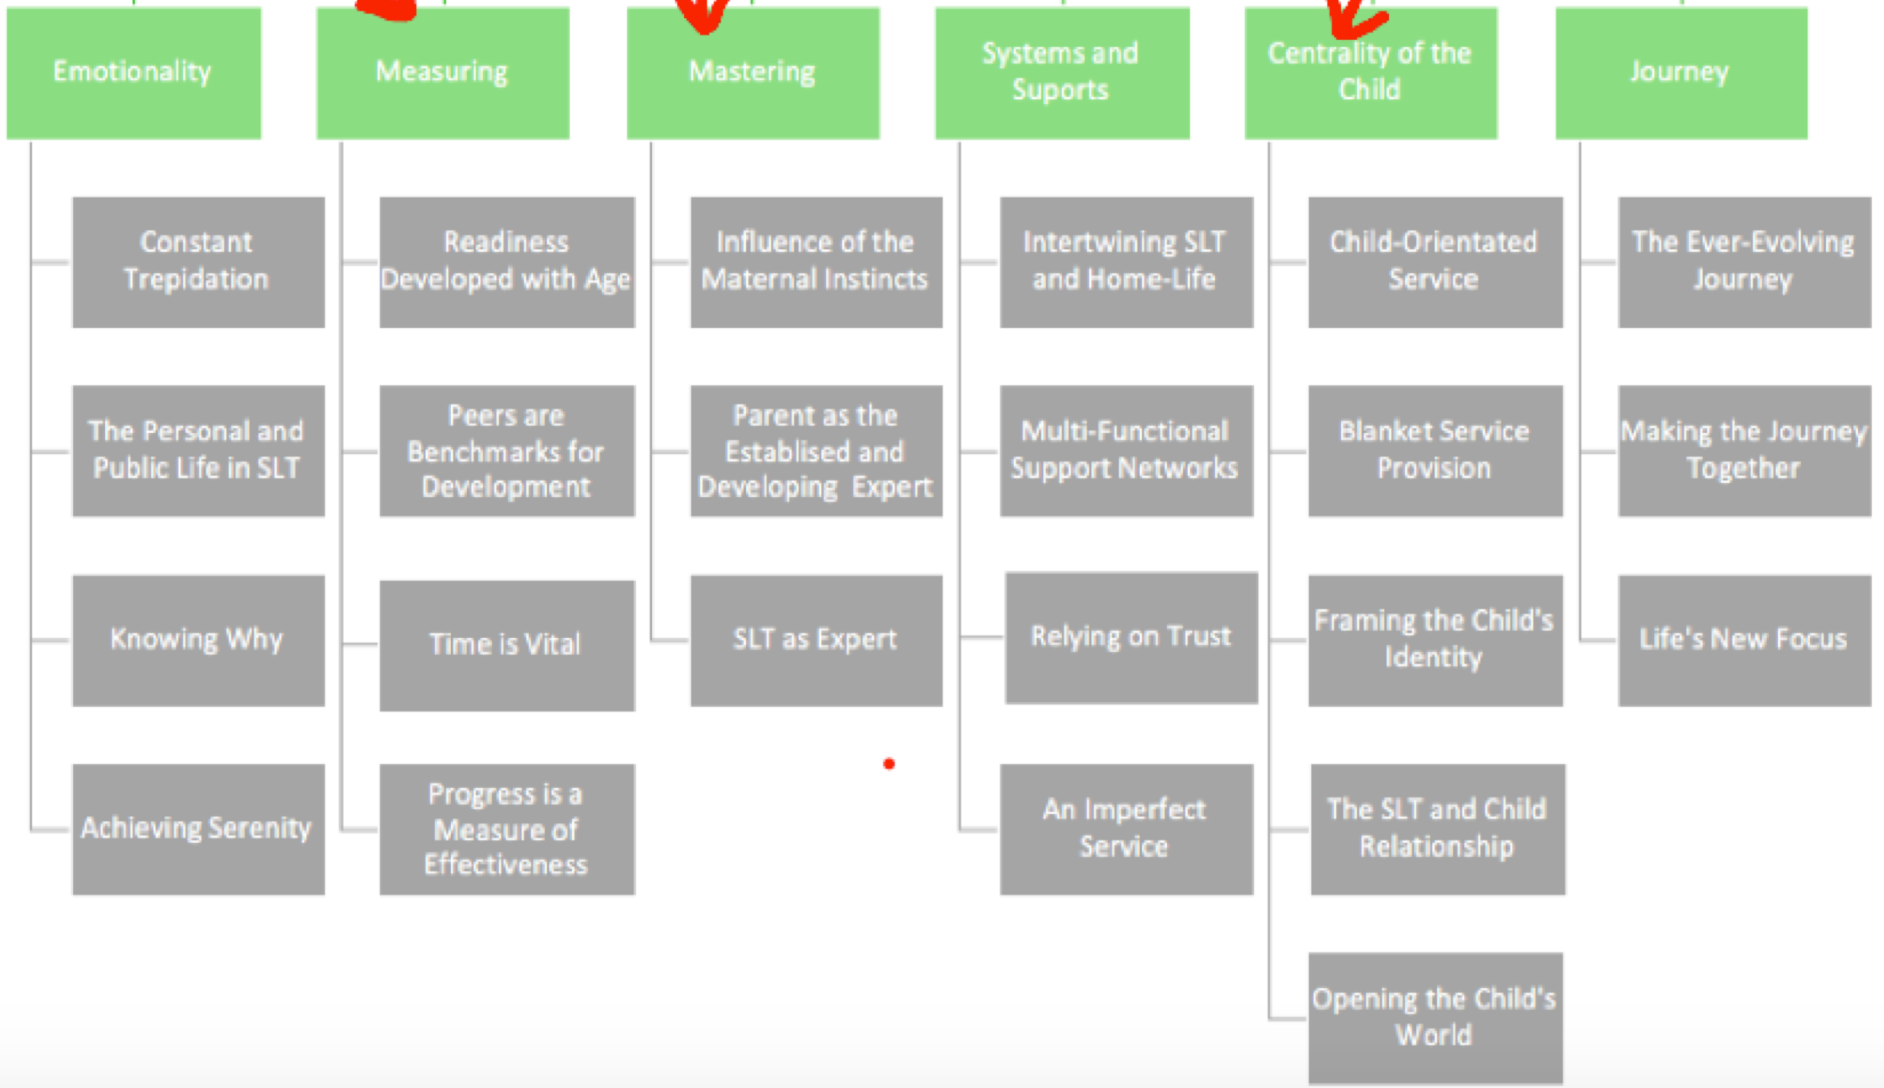 Emotionality
Constant
Trepidation
The Personal and
Public Life in SLT
Knowing Why
Achieving Serenity
Measuring
Readiness
Developed with Age
Peers are
Benchmarks for
Development
Time is Vital
Progress is a
Measure of
Effectiveness
Mastering
Influence of the
Maternal Instincts
Parent as the
Establised and
Developing Expert
SLT as Expert
Systems and
Suports
Intertwining SLT
and Home-Life
Multi-Functional
Support Networks
Relying on Trust
An Imperfect
Service
Centrality of the
Child
Child-Orientated
Service
Blanket Service
Provision
Framing the Child's
Identity
The SLT and Child
Relationship
Opening the Child's
World
Journey
The Ever-Evolving
Journey
Making the Journey
Together
Life's New Focus